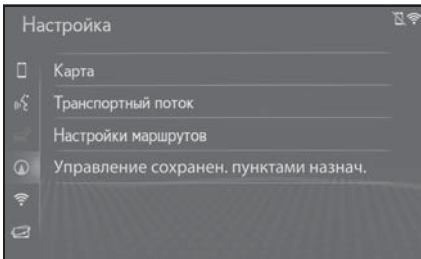 Настройка
Карта
Транспортный поток
Настройки маршрутов
Управление сохранен. пунктами назнач.